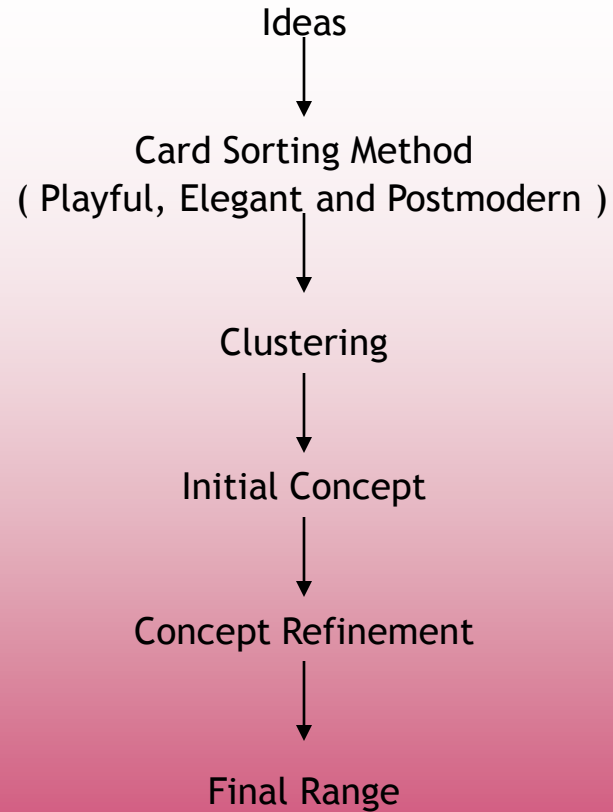 Ideas
Card Sorting Method
( Playful, Elegant and Postmodern )
Clustering
Initial Concept
Concept Refinement
Final Range